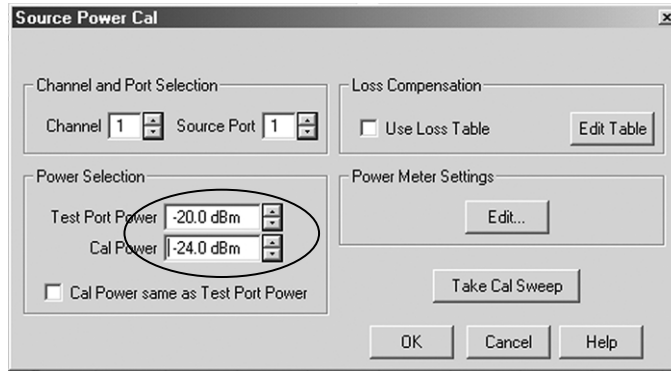 Source Power Cal
Channel and Port Selection
Channel 1 Source Port 1
Loss Compensation
Use Loss Table Edit Table
Power Selection
Test Port Power -20.0 dBm
Cal Power -24.0 dBm
Cal Power same as Test Port Power
Power Meter Settings
Edit...
Take Cal Sweep
OK Cancel Help